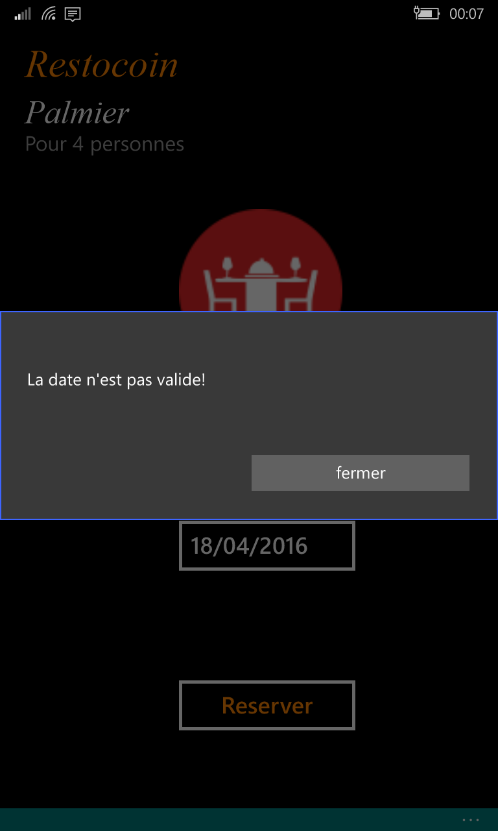 00:07
Restocoin
Palmier
Pour 4 personnes
La date n'est pas valide!
fermer
18/04/2016
Reserver